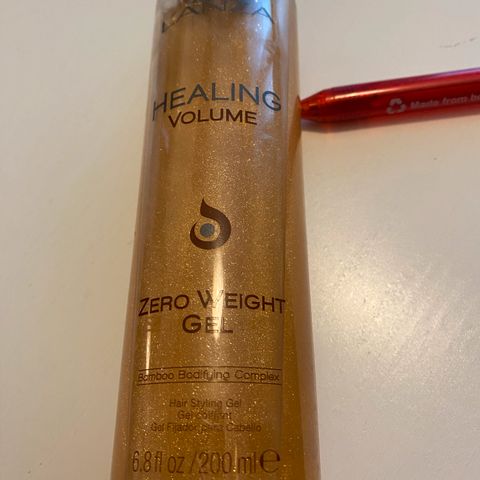 LANZA
HEALING
VOLUME
ZERO WEIGHT
GEL
Bamboo Bodifying Complex
Hair Styling Gel
Gel coiffant
Gel Fijador para Cabello
6.8 fl oz / 200 ml e
Made from